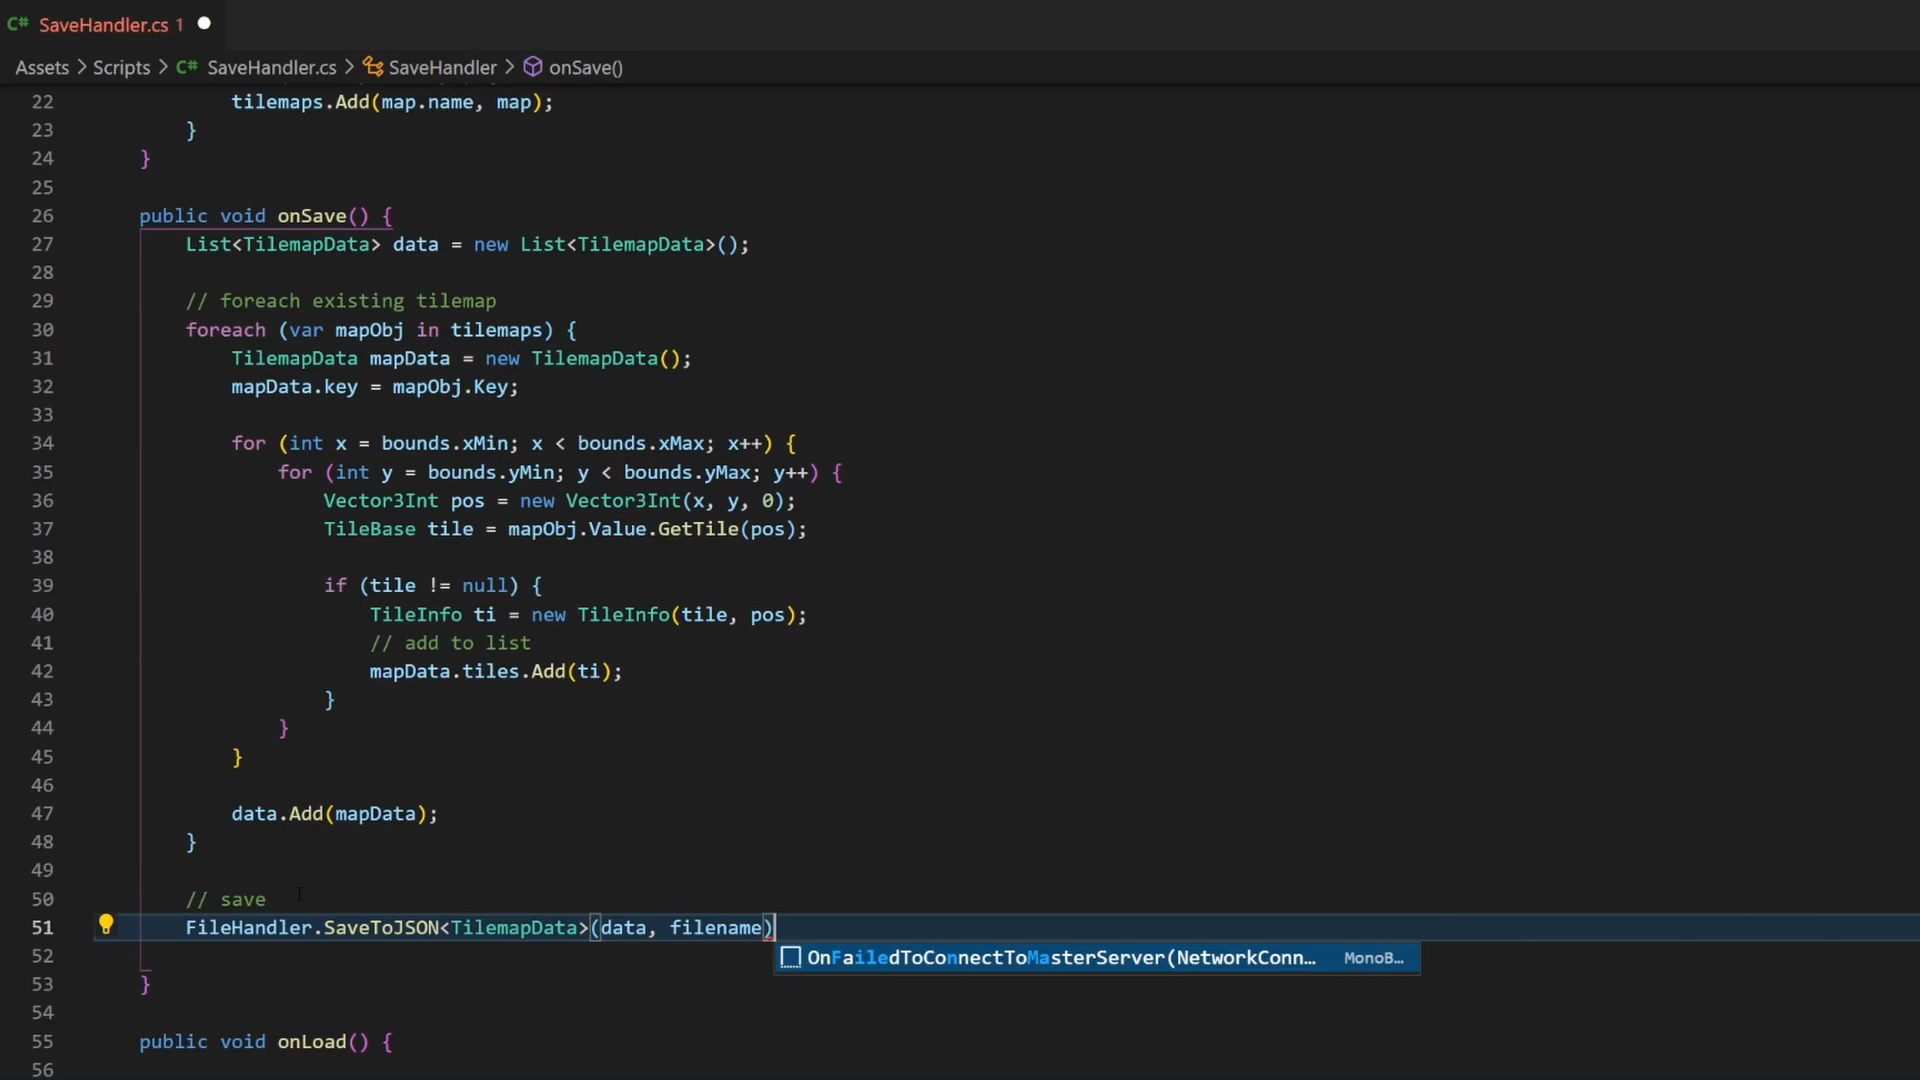 C# SaveHandler.cs 1
Assets > Scripts > C# SaveHandler.cs > SaveHandler > onSave()
22 tilemaps.Add(map.name, map);
23 }
24 }
25
26 public void onSave() {
27 List<TilemapData> data = new List<TilemapData>();
28
29 // foreach existing tilemap
30 foreach (var mapObj in tilemaps) {
31 TilemapData mapData = new TilemapData();
32 mapData.key = mapObj.Key;
33
34 for (int x = bounds.xMin; x < bounds.xMax; x++) {
35 for (int y = bounds.yMin; y < bounds.yMax; y++) {
36 Vector3Int pos = new Vector3Int(x, y, 0);
37 TileBase tile = mapObj.Value.GetTile(pos);
38
39 if (tile != null) {
40 TileInfo ti = new TileInfo(tile, pos);
41 // add to list
42 mapData.tiles.Add(ti);
43 }
44 }
45 }
46
47 data.Add(mapData);
48 }
49
50 // save
51 FileHandler.SaveToJSON<TilemapData>(data, filename)
52 OnFailedToConnectToMasterServer(NetworkConn... MonoB...
53 }
54
55 public void onLoad() {
56